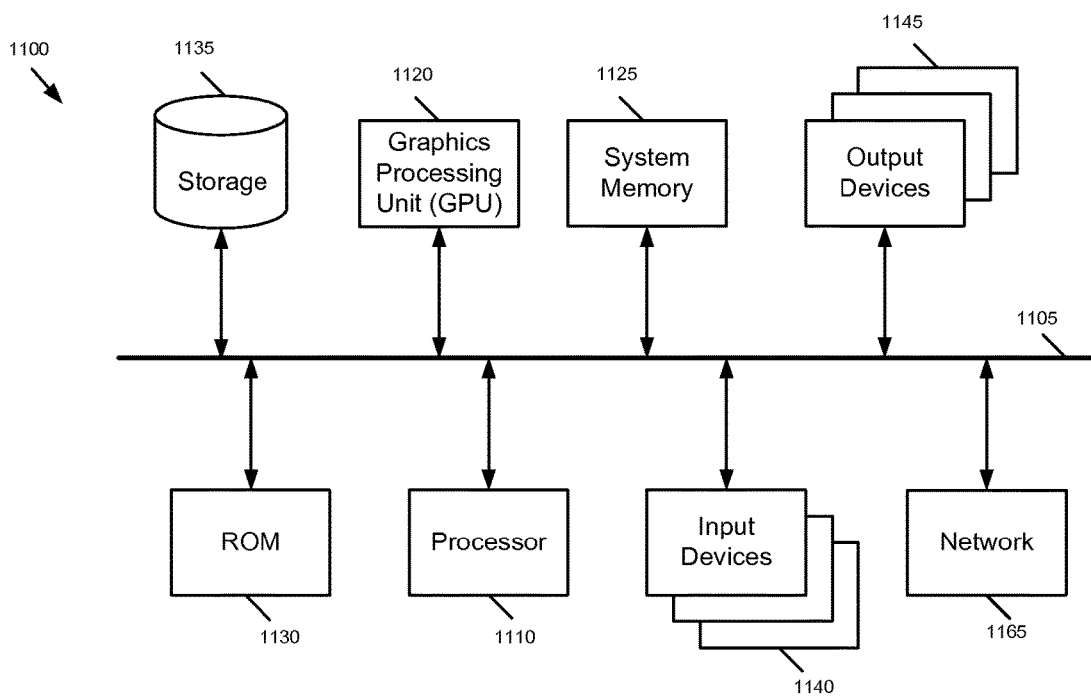 1100
1135
1120
1125
1145
Storage
Graphics
Processing
Unit (GPU)
System
Memory
Output
Devices
1105
ROM
Processor
Input
Devices
Network
1130
1110
1140
1165